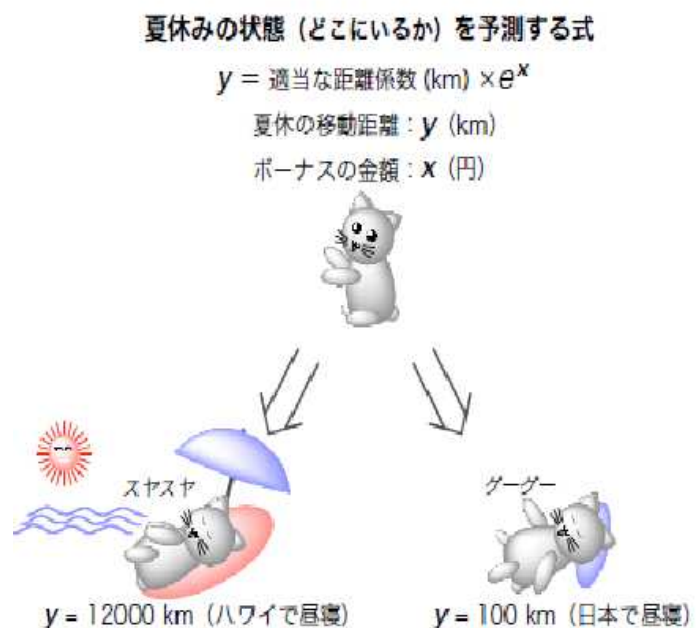 夏休みの状態（どこにいるか）を予測する式
y = 適当な距離係数 (km) ×e^x
夏休の移動距離：y (km)
ボーナスの金額：x (円)
スヤスヤ
グーグー
y = 12000 km（ハワイで昼寝）
y = 100 km（日本で昼寝）